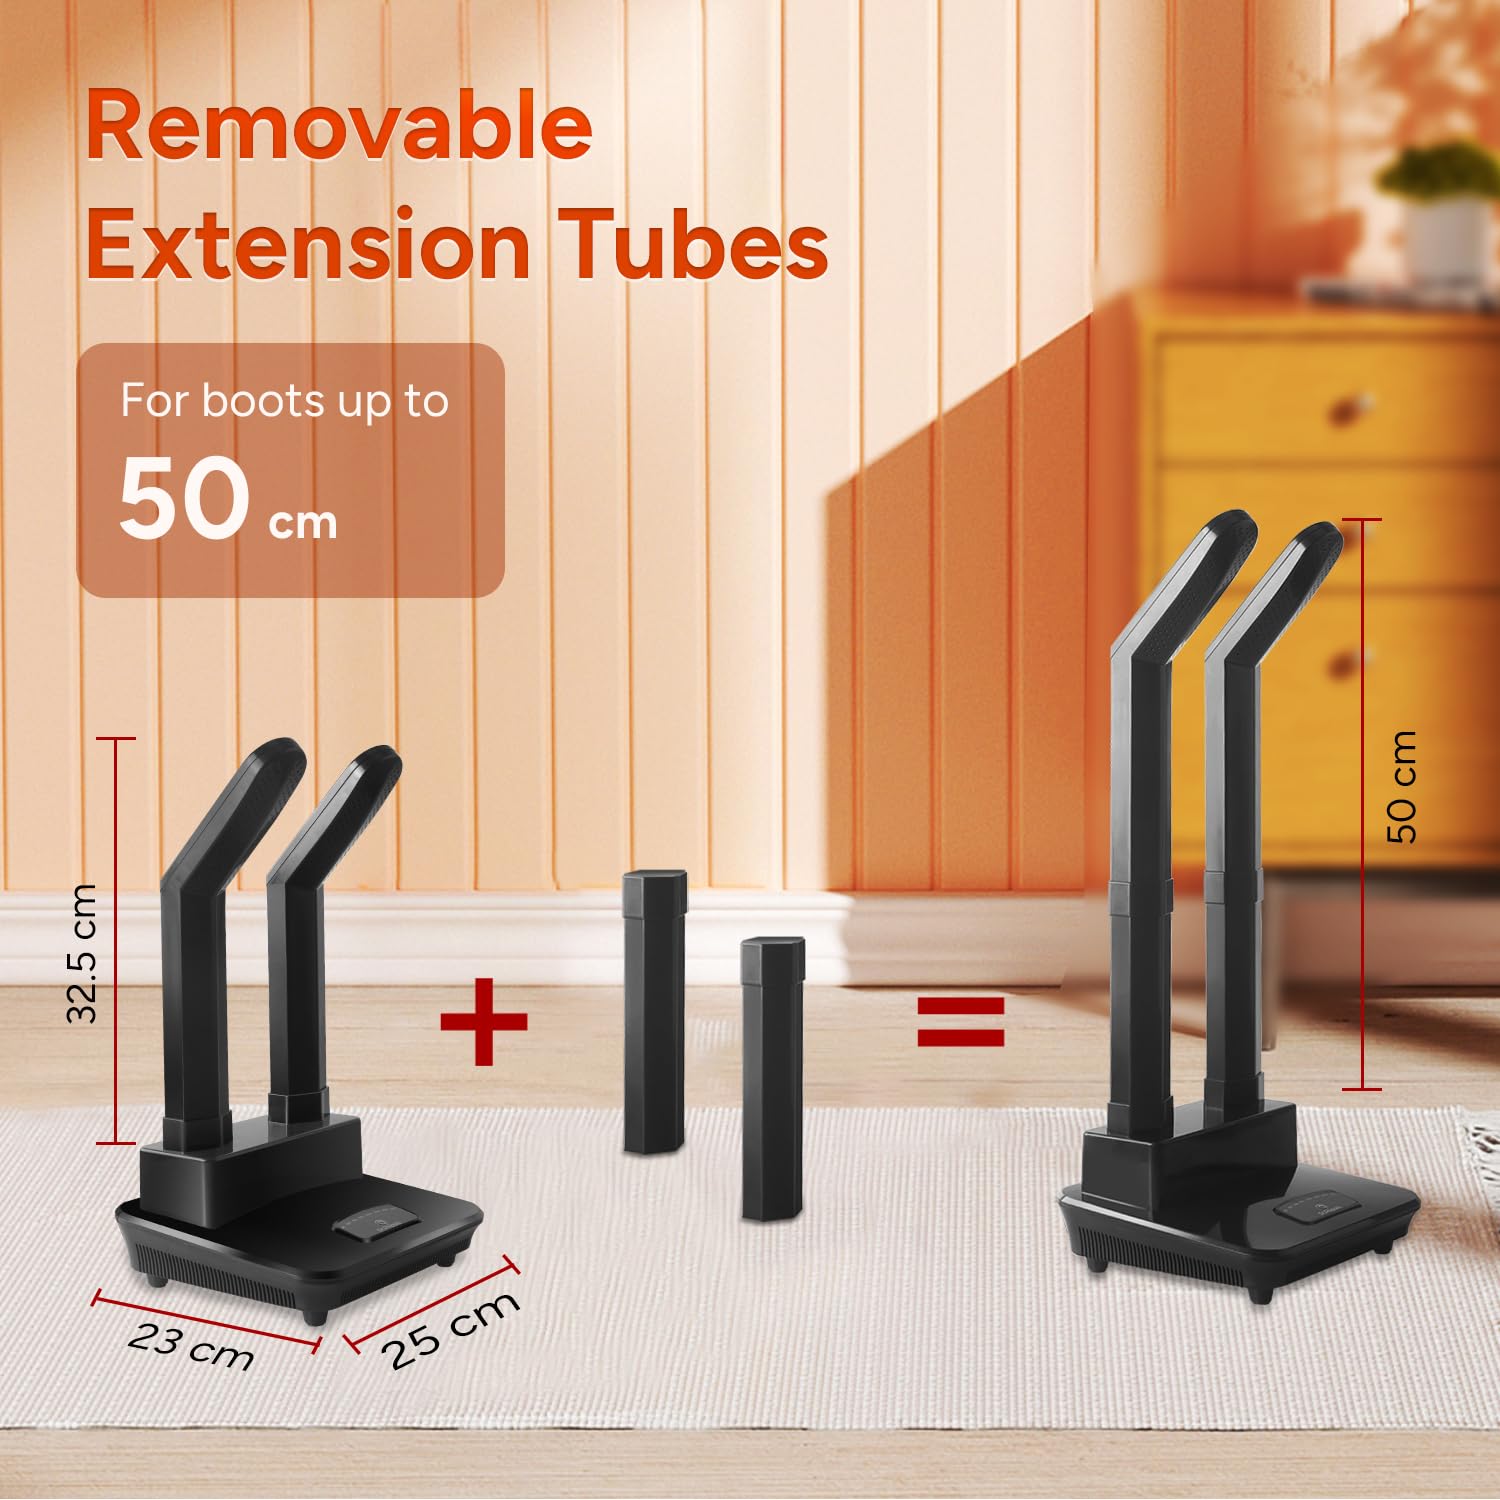 Removable
Extension Tubes
For boots up to
50 cm
32.5 cm
23 cm
25 cm
50 cm